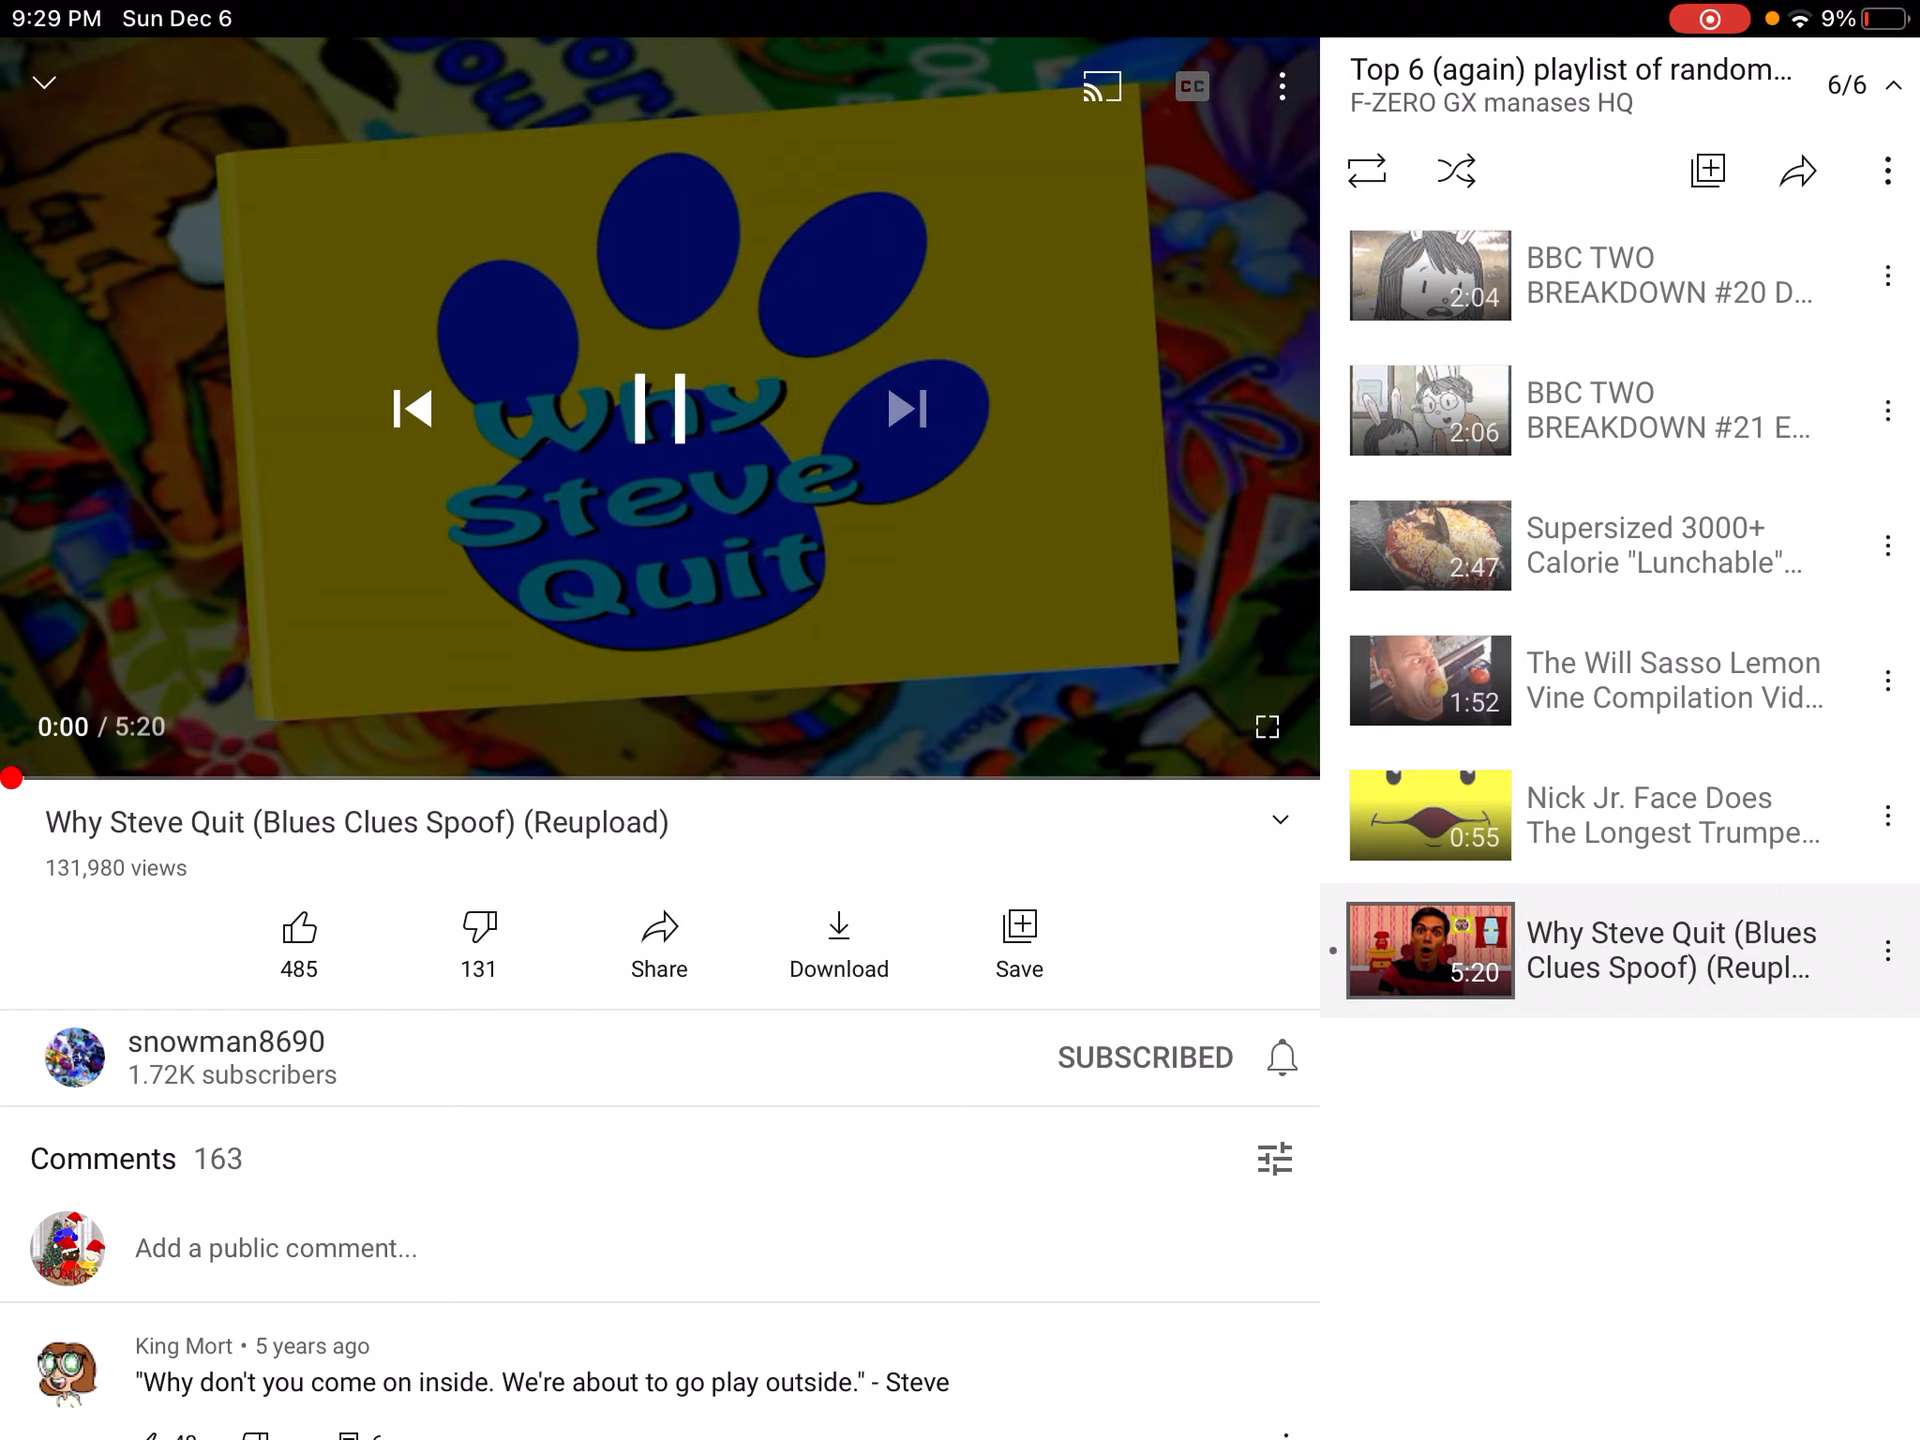 9:29 PM Sun Dec 6
9%
CC
Why
Steve
Quit
0:00 / 5:20
Why Steve Quit (Blues Clues Spoof) (Reupload)
131,980 views
485
131
Share
Download
Save
snowman8690
1.72K subscribers
SUBSCRIBED
Comments 163
Add a public comment...
King Mort • 5 years ago
"Why don't you come on inside. We're about to go play outside." - Steve
Top 6 (again) playlist of random...
F-ZERO GX manases HQ
6/6
BBC TWO
BREAKDOWN #20 D...
2:04
BBC TWO
BREAKDOWN #21 E...
2:06
Supersized 3000+
Calorie "Lunchable"...
2:47
The Will Sasso Lemon
Vine Compilation Vid...
1:52
Nick Jr. Face Does
The Longest Trumpe...
0:55
Why Steve Quit (Blues
Clues Spoof) (Reupl...
5:20